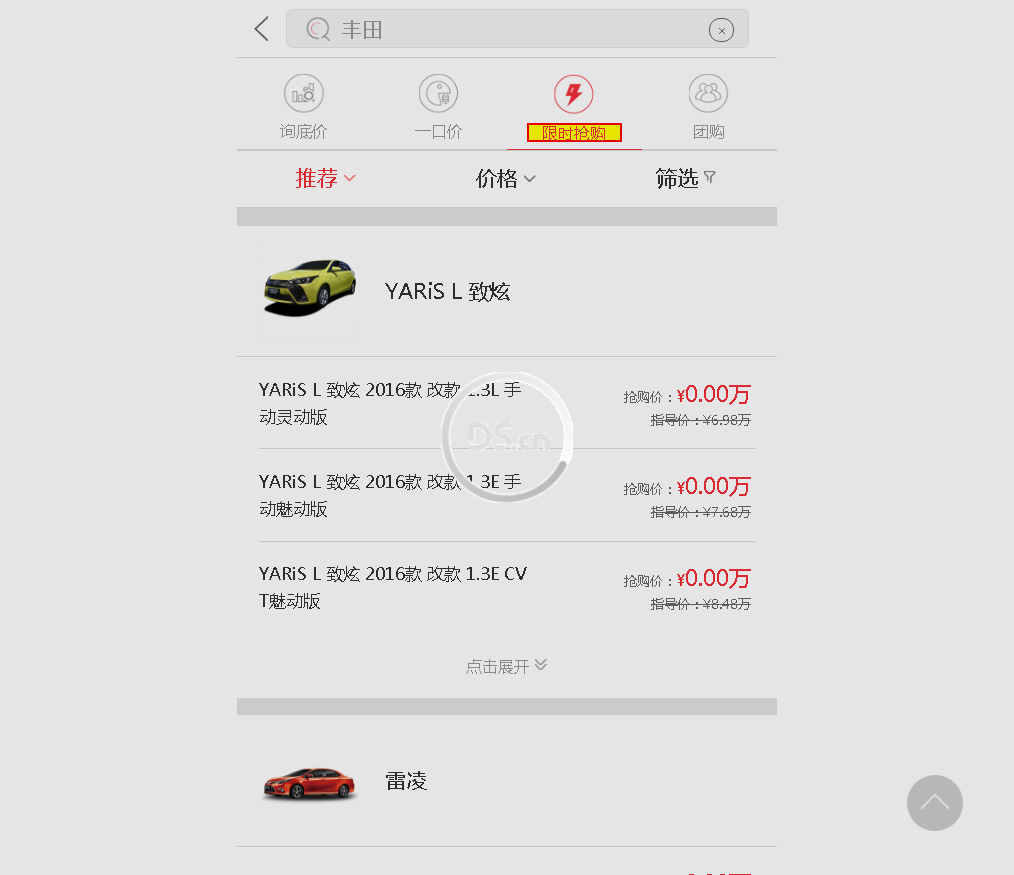 丰田
询底价
一口价
限时抢购
团购
推荐
价格
筛选
YARiS L 致炫
YARiS L 致炫 2016款 改款 1.3L 手
动灵动版
抢购价：¥0.00万
指导价：¥6.98万
DS.cn
YARiS L 致炫 2016款 改款 1.3E 手
动魅动版
抢购价：¥0.00万
指导价：¥7.68万
YARiS L 致炫 2016款 改款 1.3E CV
T魅动版
抢购价：¥0.00万
指导价：¥8.48万
点击展开
雷凌